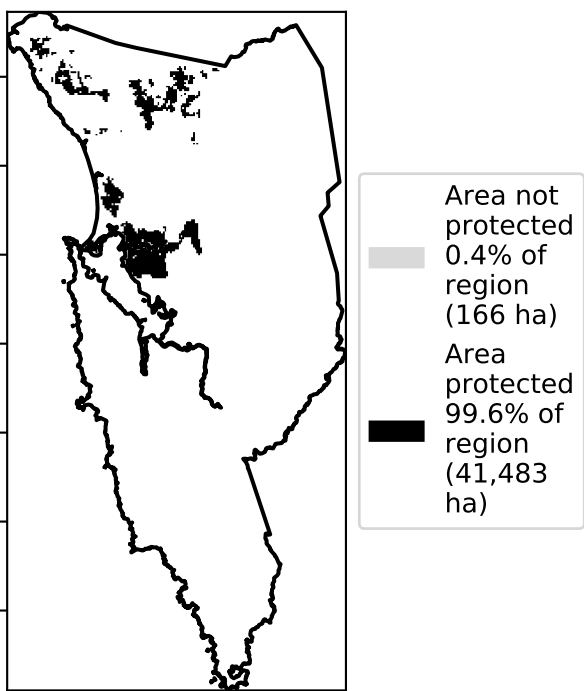 Area not
protected
0.4% of
region
(166 ha)
Area
protected
99.6% of
region
(41,483
ha)